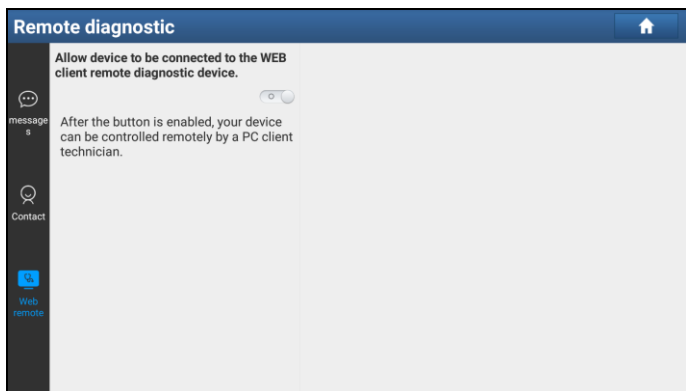 Remote diagnostic
Allow device to be connected to the WEB
client remote diagnostic device.
message
s
After the button is enabled, your device
can be controlled remotely by a PC client
technician.
Contact
Web
remote